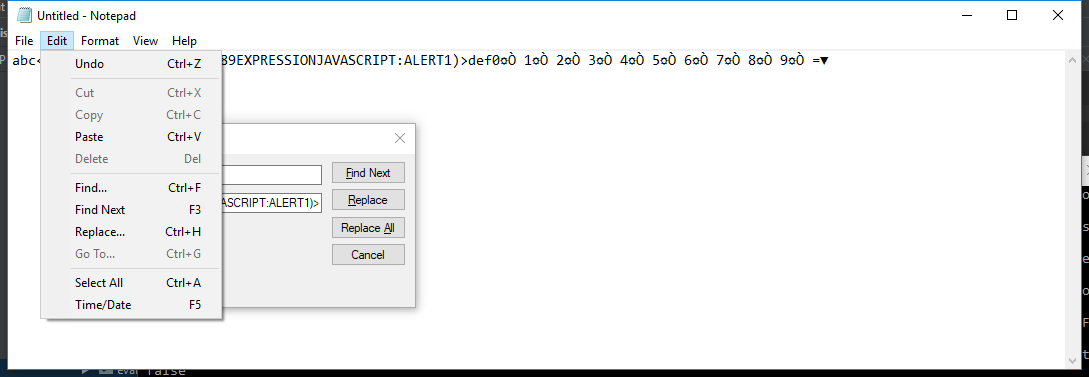 Untitled - Notepad
File Edit Format View Help
abc< 89EXPRESSIONJAVASCRIPT:ALERT1)>def0¤Ò 1¤Ò 2¤Ò 3¤Ò 4¤Ò 5¤Ò 6¤Ò 7¤Ò 8¤Ò 9¤Ò =▼
Undo Ctrl+Z
Cut Ctrl+X
Copy Ctrl+C
Paste Ctrl+V
Delete Del
Find... Ctrl+F
Find Next F3
Replace... Ctrl+H
Go To... Ctrl+G
Select All Ctrl+A
Time/Date F5
Find Next
ASCRIPT:ALERT1)> Replace
Replace All
Cancel
eval false